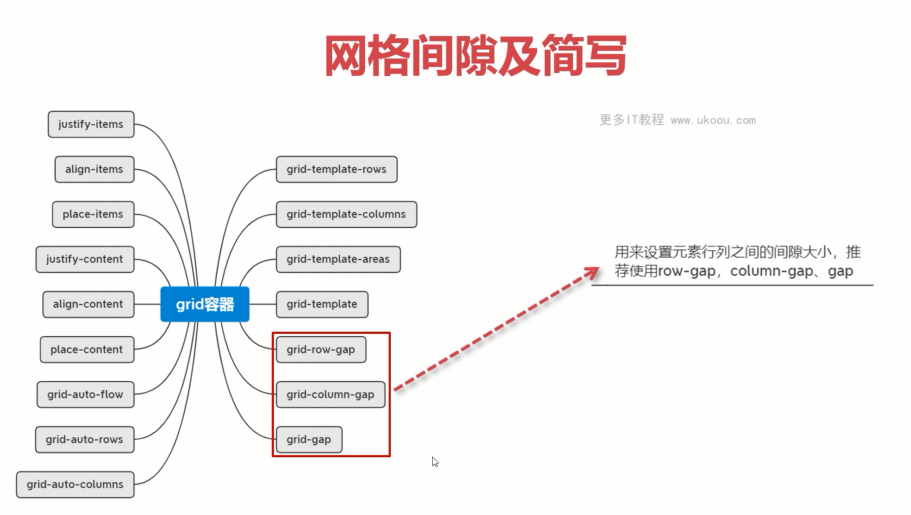 网格间隙及简写
更多IT教程 www.ukoou.com
justify-items
align-items
place-items
justify-content
align-content
place-content
grid-auto-flow
grid-auto-rows
grid-auto-columns
grid容器
grid-template-rows
grid-template-columns
grid-template-areas
grid-template
grid-row-gap
grid-column-gap
grid-gap
用来设置元素行列之间的间隙大小，推
荐使用row-gap，column-gap、gap